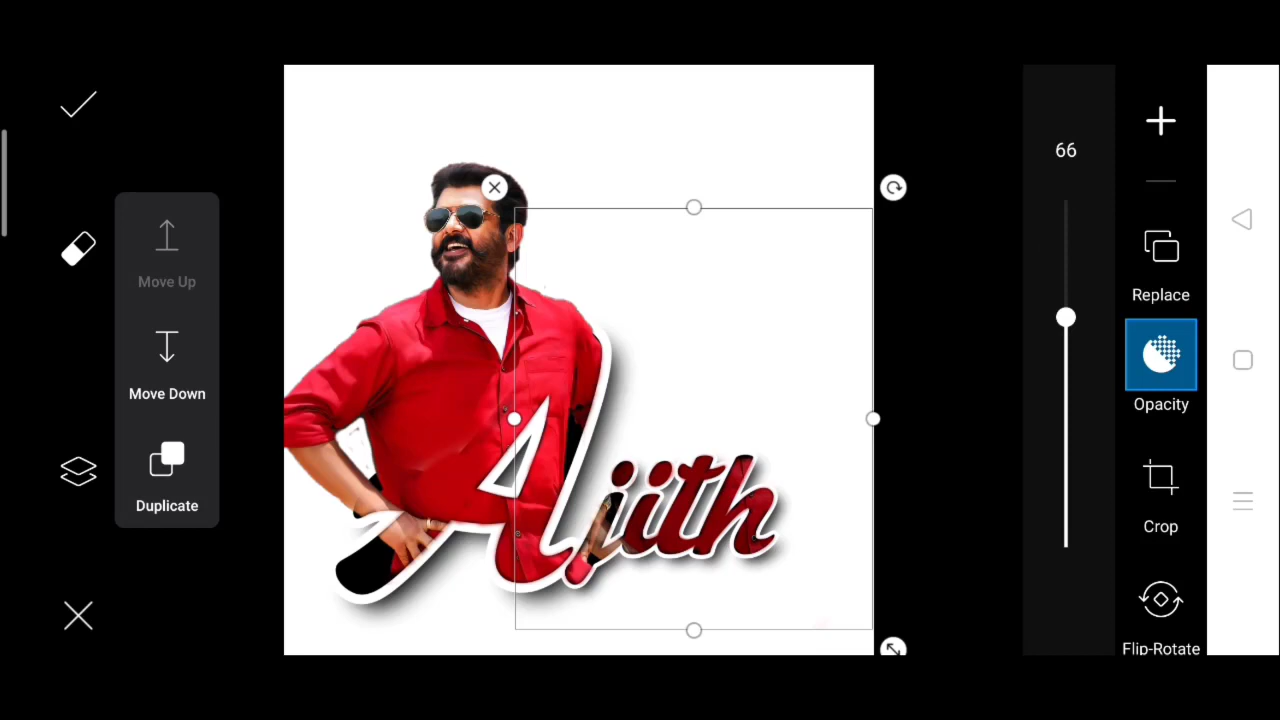 66
Move Up
Replace
Move Down
Opacity
Ajith
Duplicate
Crop
Flip-Rotate